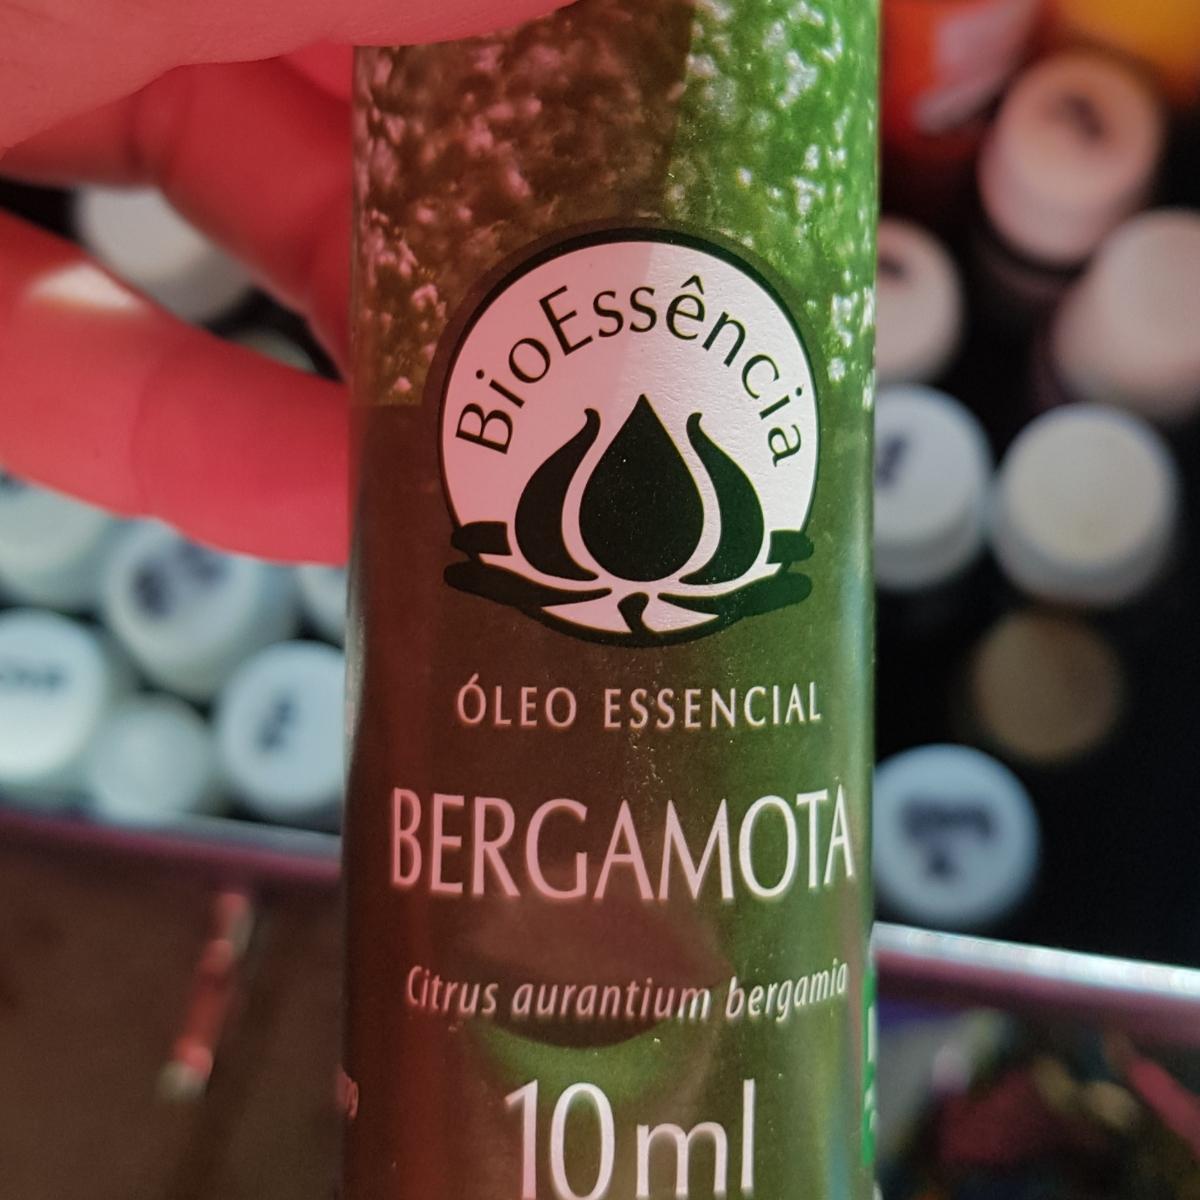 BioEssência
ÓLEO ESSENCIAL
BERGAMOTA
Citrus aurantium bergamia
10ml